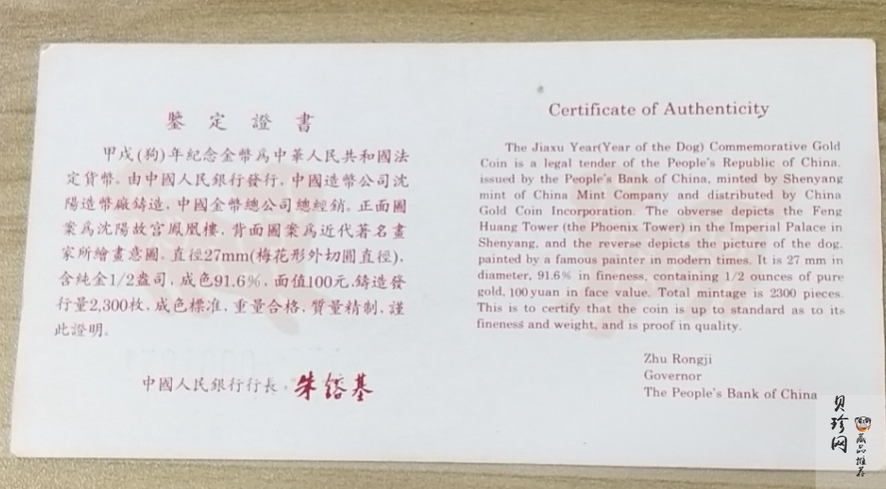 鑒定證書
甲戌(狗)年紀念金幣爲中華人民共和國法
定貨幣。由中國人民銀行發行，中國造幣公司沈
陽造幣廠鑄造，中國金幣總公司總經銷。正面圖
案爲沈陽故宮鳳凰樓，背面圖案爲近代著名畫
家所繪畫意圖。直徑27mm(梅花形外切圓直徑)，
含純金1/2盎司，成色91.6%，面值100元，鑄造發
行量2,300枚，成色標准，重量合格，質量精制，謹
此證明。
中國人民銀行行長 朱鎔基
Certificate of Authenticity
The Jiaxu Year(Year of the Dog) Commemorative Gold
Coin is a legal tender of the People's Republic of China.
issued by the People's Bank of China, minted by Shenyang
mint of China Mint Company and distributed by China
Gold Coin Incorporation. The obverse depicts the Feng
Huang Tower (the Phoenix Tower) in the Imperial Palace in
Shenyang, and the reverse depicts the picture of the dog.
painted by a famous painter in modern times. It is 27 mm in
diameter, 91.6% in fineness, containing 1/2 ounces of pure
gold, 100 yuan in face value. Total mintage is 2300 pieces.
This is to certify that the coin is up to standard as to its
fineness and weight, and is proof in quality.
Zhu Rongji
Governor
The People's Bank of China
贝珍网
藏品推荐